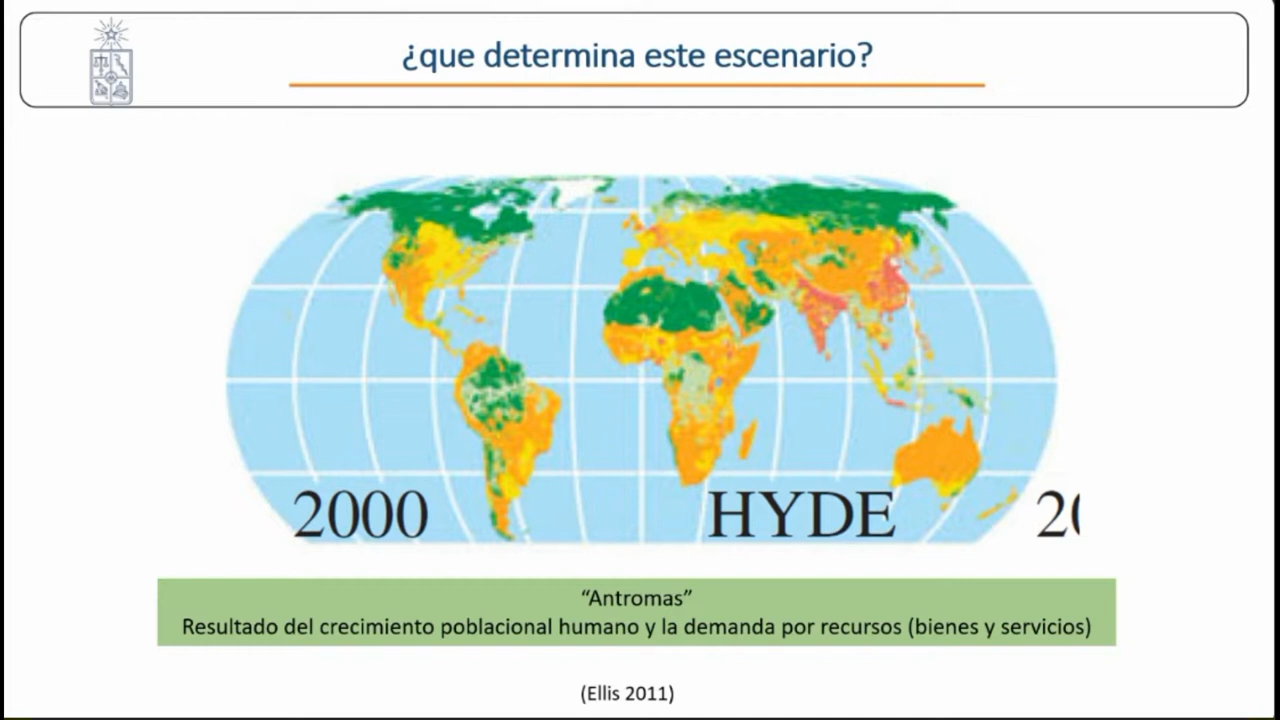 ¿que determina este escenario?
2000 HYDE 20
“Antromas”
Resultado del crecimiento poblacional humano y la demanda por recursos (bienes y servicios)
(Ellis 2011)